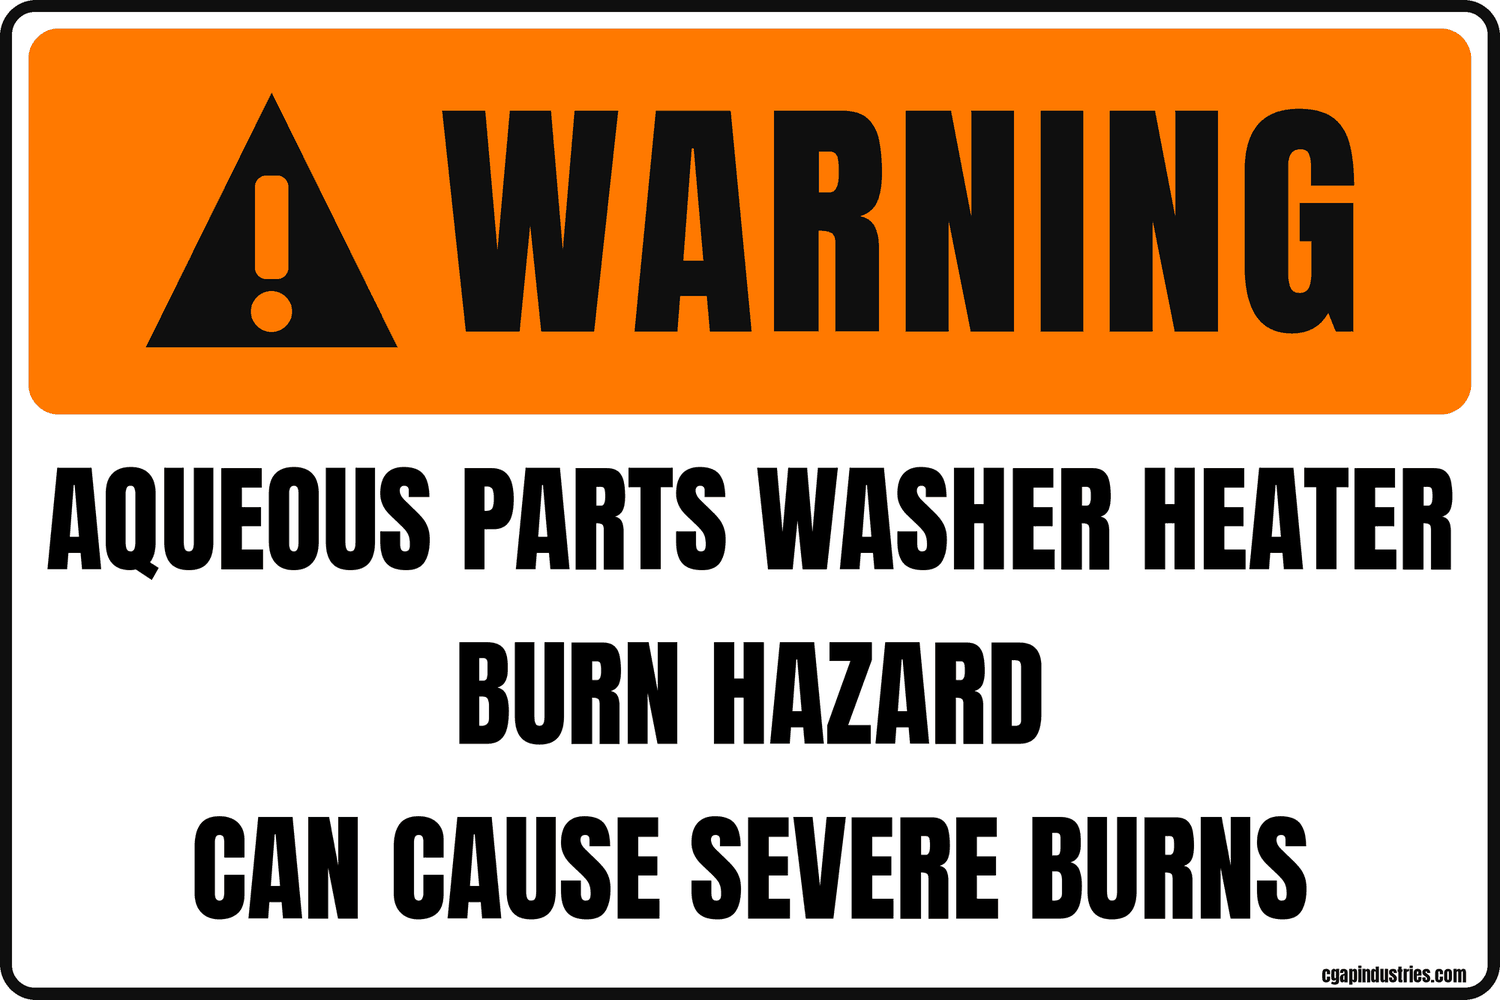 WARNING
AQUEOUS PARTS WASHER HEATER
BURN HAZARD
CAN CAUSE SEVERE BURNS
cgapindustries.com